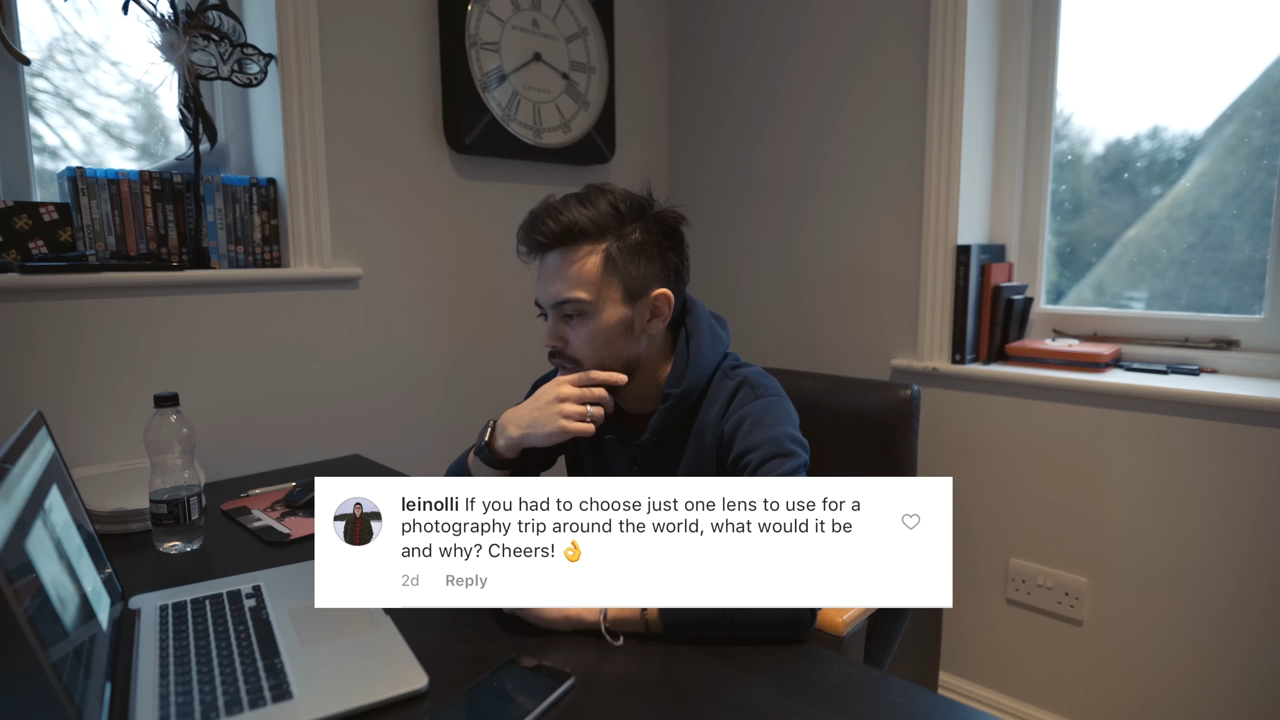 LONDON
leinolli If you had to choose just one lens to use for a
photography trip around the world, what would it be
and why? Cheers! 👌
2d Reply